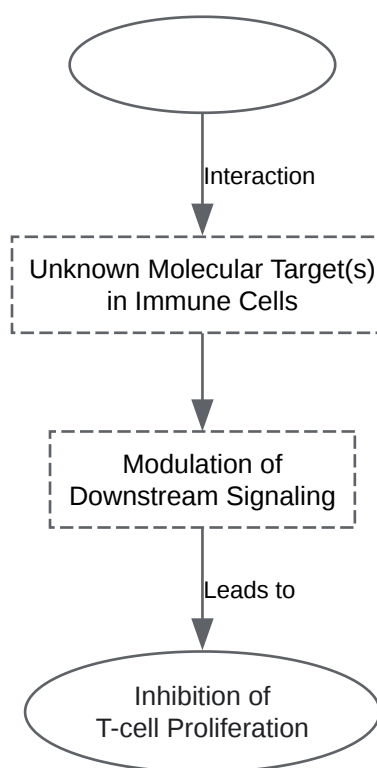 Interaction
Unknown Molecular Target(s)
in Immune Cells
Modulation of
Downstream Signaling
Leads to
Inhibition of
T-cell Proliferation